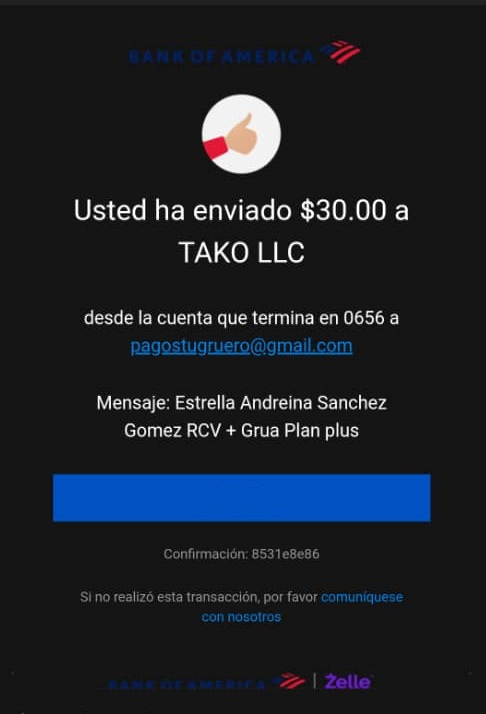 BANK OF AMERICA
Usted ha enviado $30.00 a
TAKO LLC
desde la cuenta que termina en 0656 a
pagostugruero@gmail.com
Mensaje: Estrella Andreina Sanchez
Gomez RCV + Grua Plan plus
Confirmación: 8531e8e86
Si no realizó esta transacción, por favor comuníquese
con nosotros
BANK OF AMERICA | Zelle